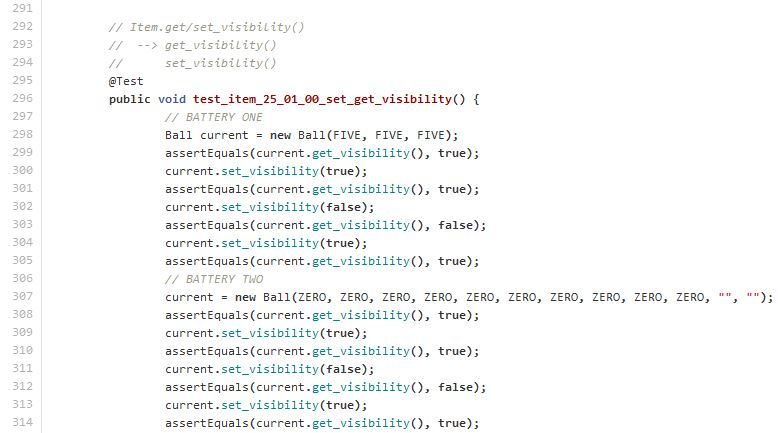 291
292 // Item.get/set_visibility()
293 // --> get_visibility()
294 // set_visibility()
295 @Test
296 public void test_item_25_01_00_set_get_visibility() {
297 // BATTERY ONE
298 Ball current = new Ball(FIVE, FIVE, FIVE);
299 assertEquals(current.get_visibility(), true);
300 current.set_visibility(true);
301 assertEquals(current.get_visibility(), true);
302 current.set_visibility(false);
303 assertEquals(current.get_visibility(), false);
304 current.set_visibility(true);
305 assertEquals(current.get_visibility(), true);
306 // BATTERY TWO
307 current = new Ball(ZERO, ZERO, ZERO, ZERO, ZERO, ZERO, ZERO, ZERO, ZERO, ZERO, "", "");
308 assertEquals(current.get_visibility(), true);
309 current.set_visibility(true);
310 assertEquals(current.get_visibility(), true);
311 current.set_visibility(false);
312 assertEquals(current.get_visibility(), false);
313 current.set_visibility(true);
314 assertEquals(current.get_visibility(), true);